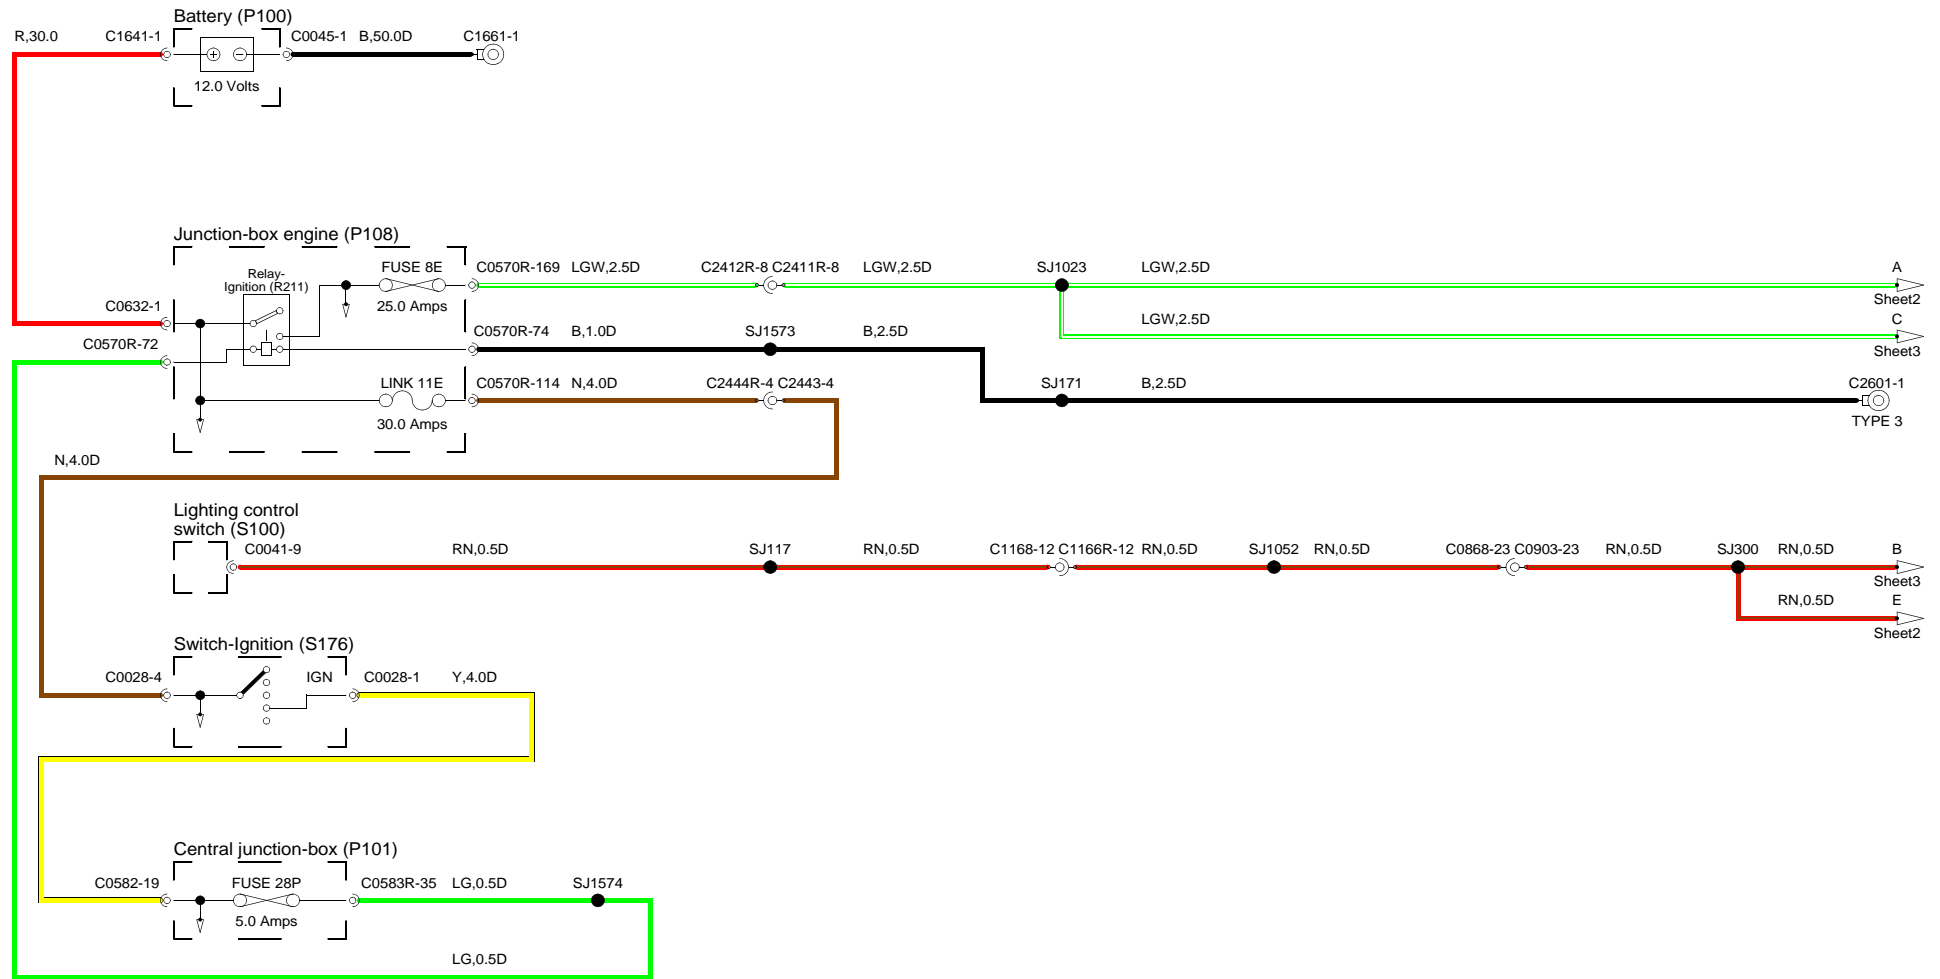 Battery (P100)
R,30.0 C1641-1 C0045-1 B,50.0D C1661-1
12.0 Volts
Junction-box engine (P108)
Relay-
Ignition (R211)
FUSE 8E C0570R-169 LGW,2.5D C2412R-8 C2411R-8 LGW,2.5D SJ1023 LGW,2.5D A
25.0 Amps
Sheet2
C0632-1
LGW,2.5D C
C0570R-74 B,1.0D SJ1573 B,2.5D
C0570R-72
Sheet3
LINK 11E C0570R-114 N,4.0D C2444R-4 C2443-4 SJ171 B,2.5D C2601-1
30.0 Amps
TYPE 3
N,4.0D
Lighting control
switch (S100)
C0041-9 RN,0.5D SJ117 RN,0.5D C1168-12 C1166R-12 RN,0.5D SJ1052 RN,0.5D C0868-23 C0903-23 RN,0.5D SJ300 RN,0.5D B
Sheet3
RN,0.5D E
Sheet2
Switch-Ignition (S176)
C0028-4 IGN C0028-1 Y,4.0D
Central junction-box (P101)
C0582-19 FUSE 28P C0583R-35 LG,0.5D SJ1574
5.0 Amps
LG,0.5D